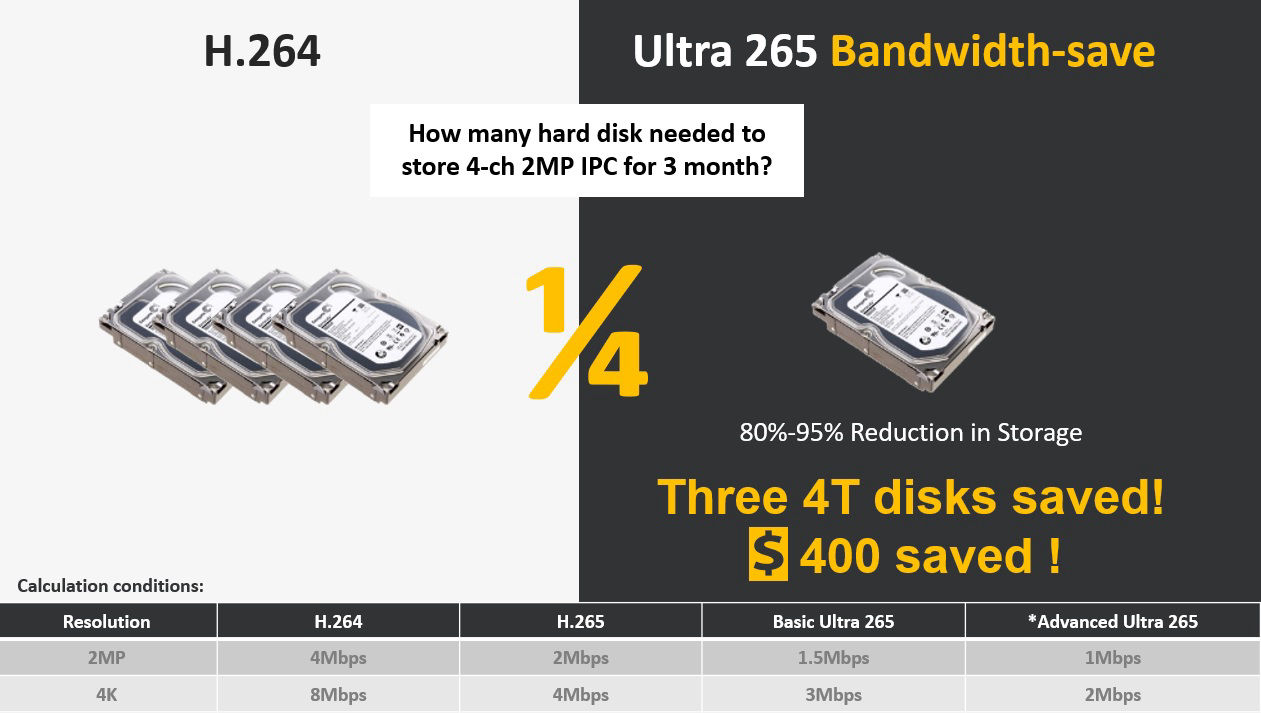 H.264
Ultra 265 Bandwidth-save
How many hard disk needed to
store 4-ch 2MP IPC for 3 month?
1/4
80%-95% Reduction in Storage
Three 4T disks saved!
$ 400 saved !
Calculation conditions:
Resolution H.264 H.265 Basic Ultra 265 *Advanced Ultra 265
2MP 4Mbps 2Mbps 1.5Mbps 1Mbps
4K 8Mbps 4Mbps 3Mbps 2Mbps